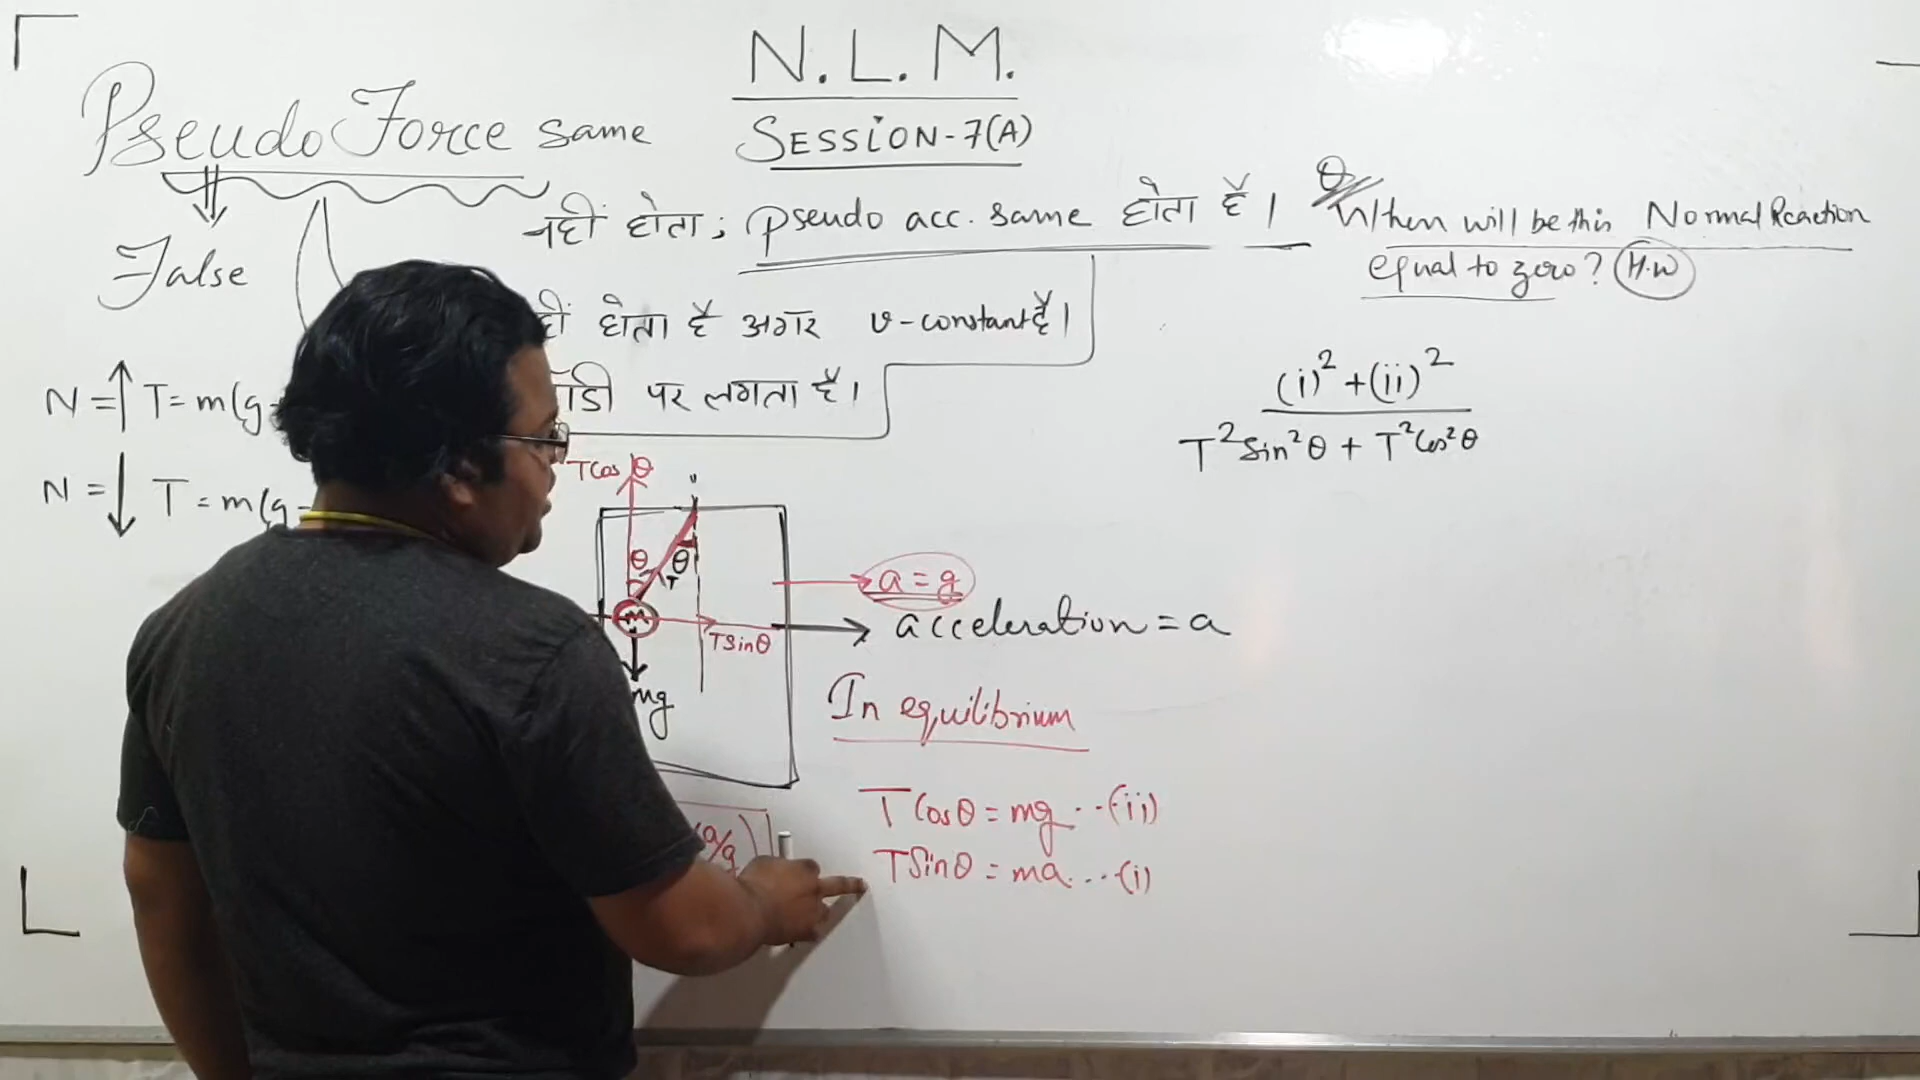 N.L.M.
SESSION-7(A)
Pseudo Force same
नहीं होता; pseudo acc. same होता है।
False
होता है अगर v-constant है।
पर लगता है।
N = ↑ T = m(g
N = ↓ T = m(g-
Q When will be this Normal Reaction
equal to zero? H.W
(i)² + (ii)²
T² Sin²θ + T² Cos²θ
TCosθ
θ θ
T
m
TSinθ
mg
a = g
acceleration = a
In equilibrium
TCosθ = mg...(ii)
TSinθ = ma...(i)
a/g)